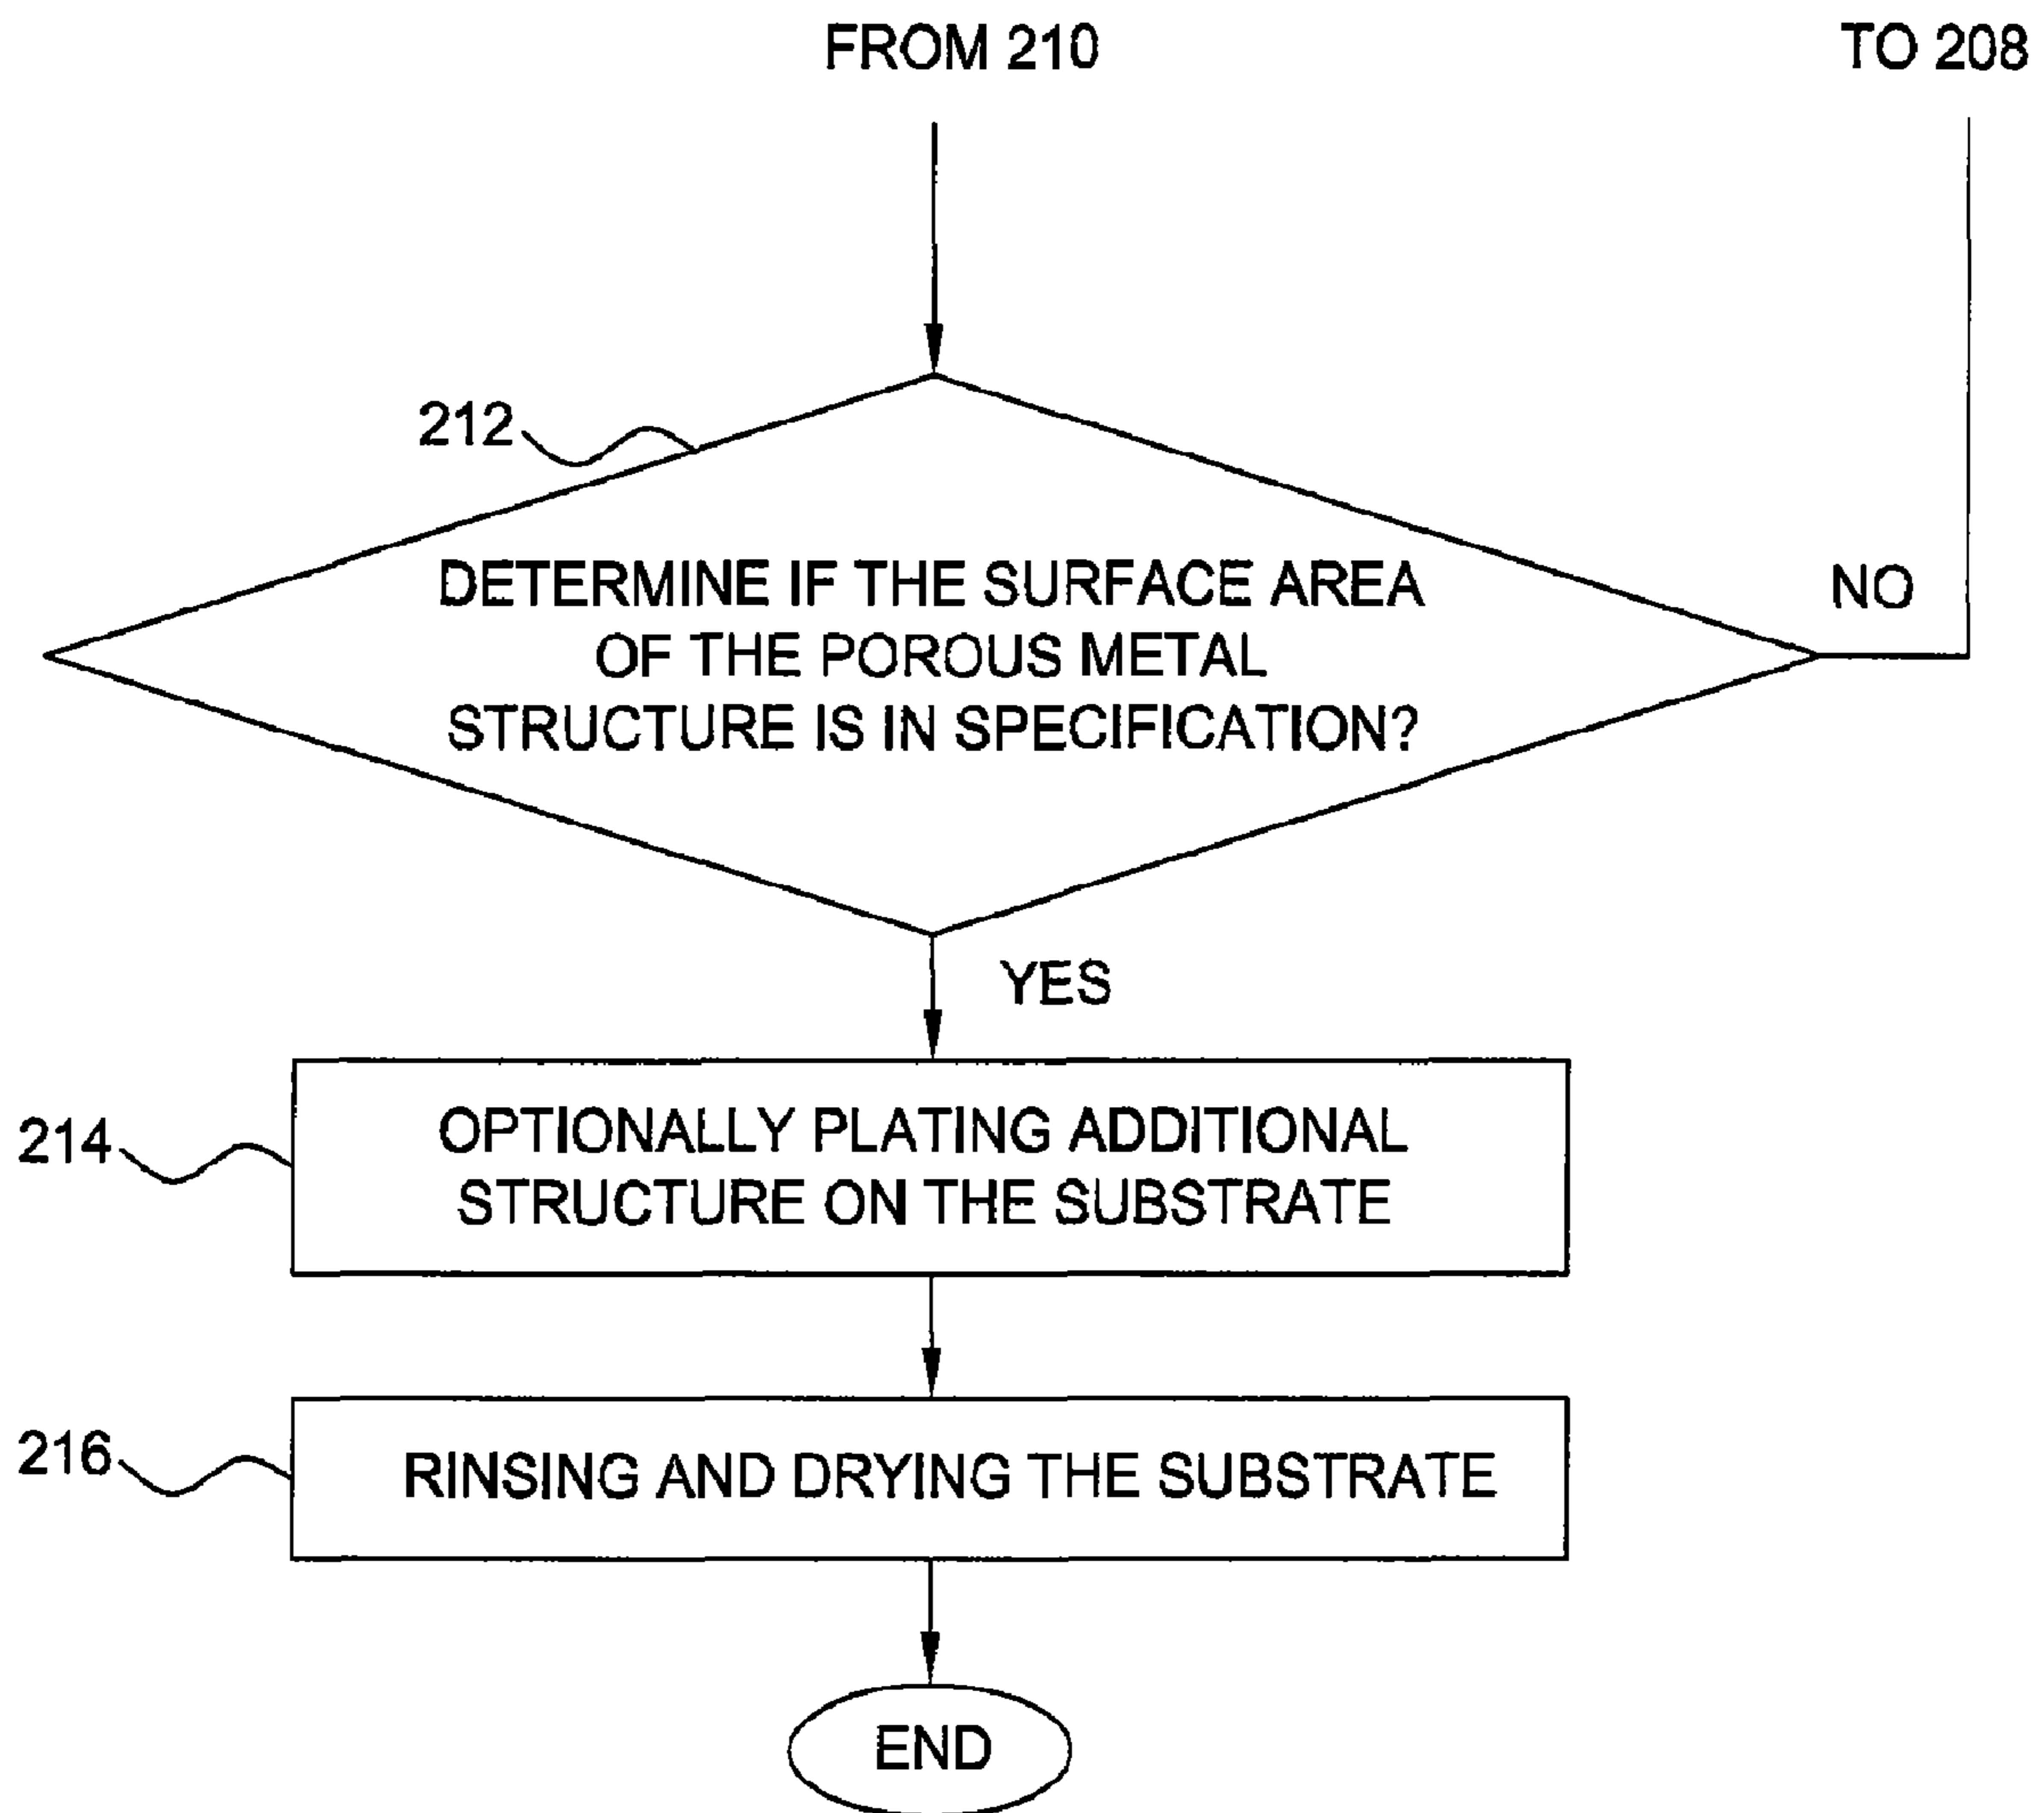 FROM 210
TO 208
212
DETERMINE IF THE SURFACE AREA
OF THE POROUS METAL
STRUCTURE IS IN SPECIFICATION?
NO
YES
214
OPTIONALLY PLATING ADDITIONAL
STRUCTURE ON THE SUBSTRATE
216
RINSING AND DRYING THE SUBSTRATE
END